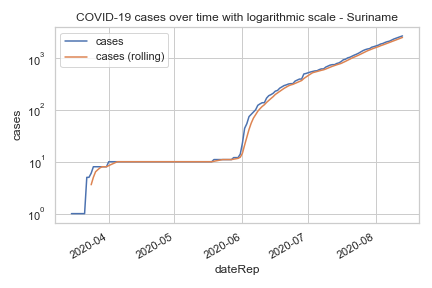 COVID-19 cases over time with logarithmic scale - Suriname
cases
cases (rolling)
10³
10²
10¹
10⁰
cases
2020-04
2020-05
2020-06
2020-07
2020-08
dateRep